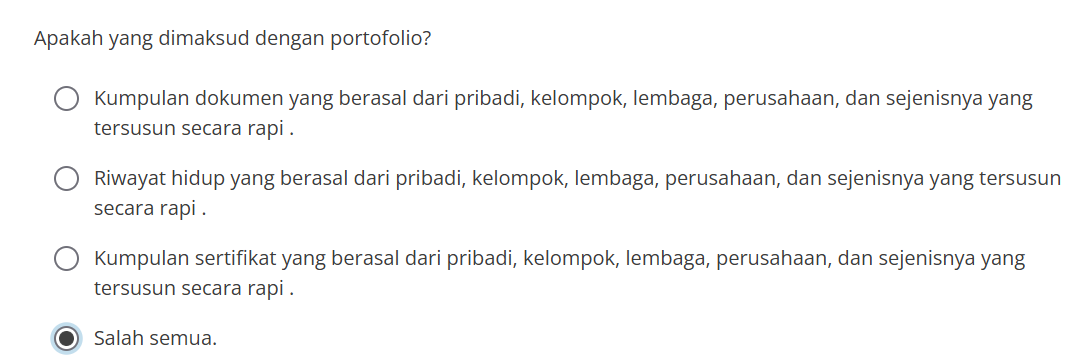 Apakah yang dimaksud dengan portofolio?
Kumpulan dokumen yang berasal dari pribadi, kelompok, lembaga, perusahaan, dan sejenisnya yang
tersusun secara rapi .
Riwayat hidup yang berasal dari pribadi, kelompok, lembaga, perusahaan, dan sejenisnya yang tersusun
secara rapi .
Kumpulan sertifikat yang berasal dari pribadi, kelompok, lembaga, perusahaan, dan sejenisnya yang
tersusun secara rapi .
Salah semua.